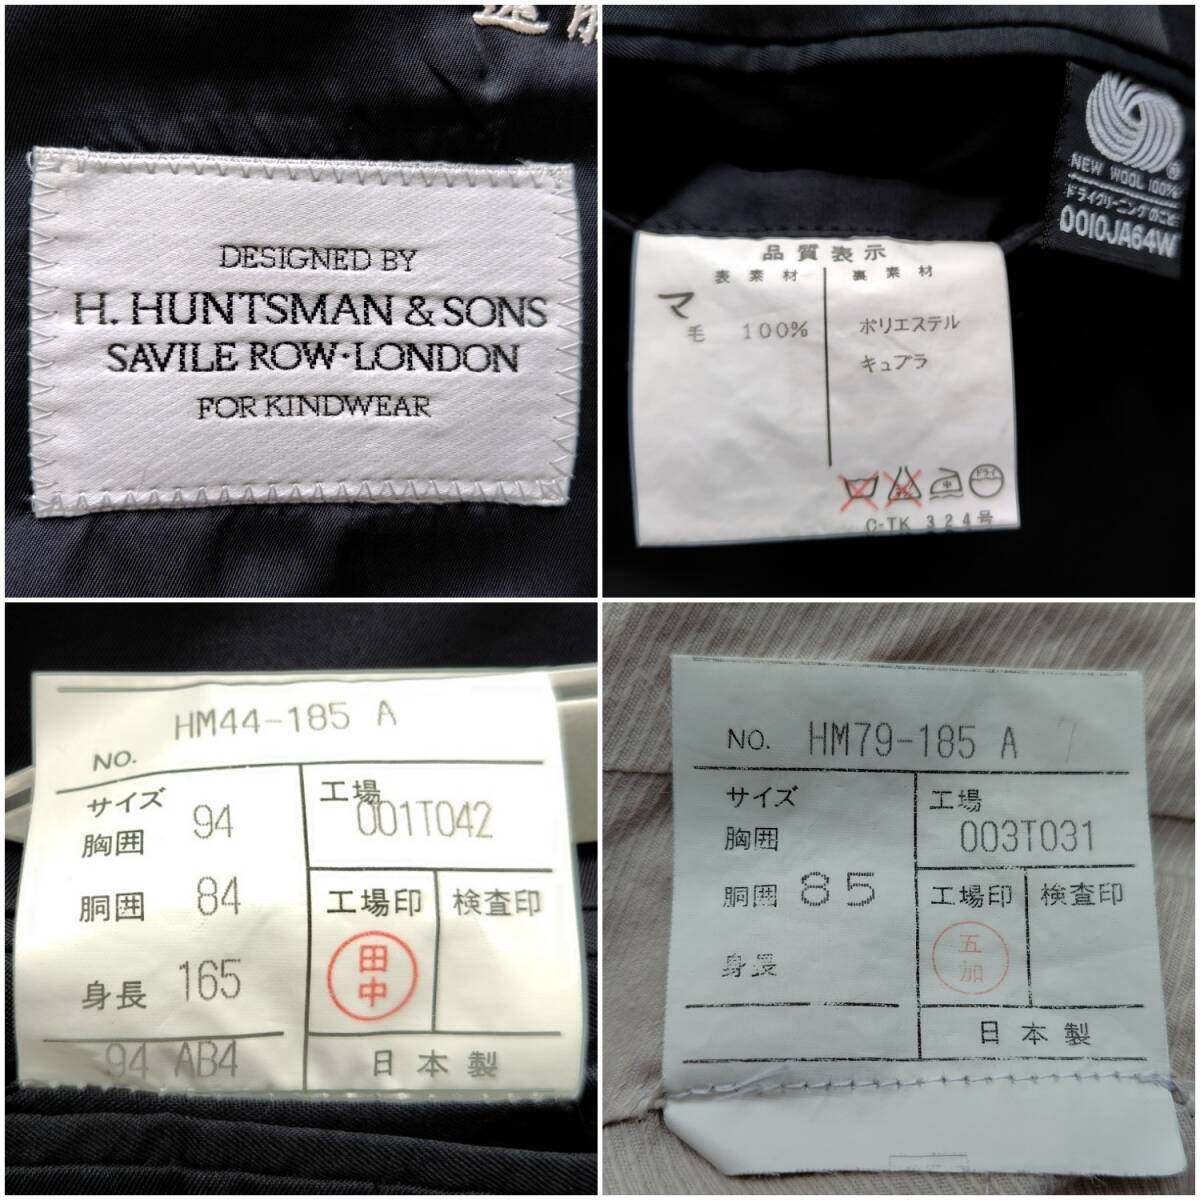 DESIGNED BY
H. HUNTSMAN & SONS
SAVILE ROW·LONDON
FOR KINDWEAR
NEW WOOL 100%
ドライクリーニングのこと
0010JA64W
品質表示
表素材 裏素材
マ
毛 100%
ポリエステル
キュプラ
中 ドライ
C-TK 324号
NO. HM44-185 A
サイズ
胸囲 94
胴囲 84
身長 165
94 AB4
工場
001T042
工場印 検査印
田中
日本製
NO. HM79-185 A 7
サイズ
胸囲
胴囲 85
身長
工場
003T031
工場印 検査印
五加
日本製